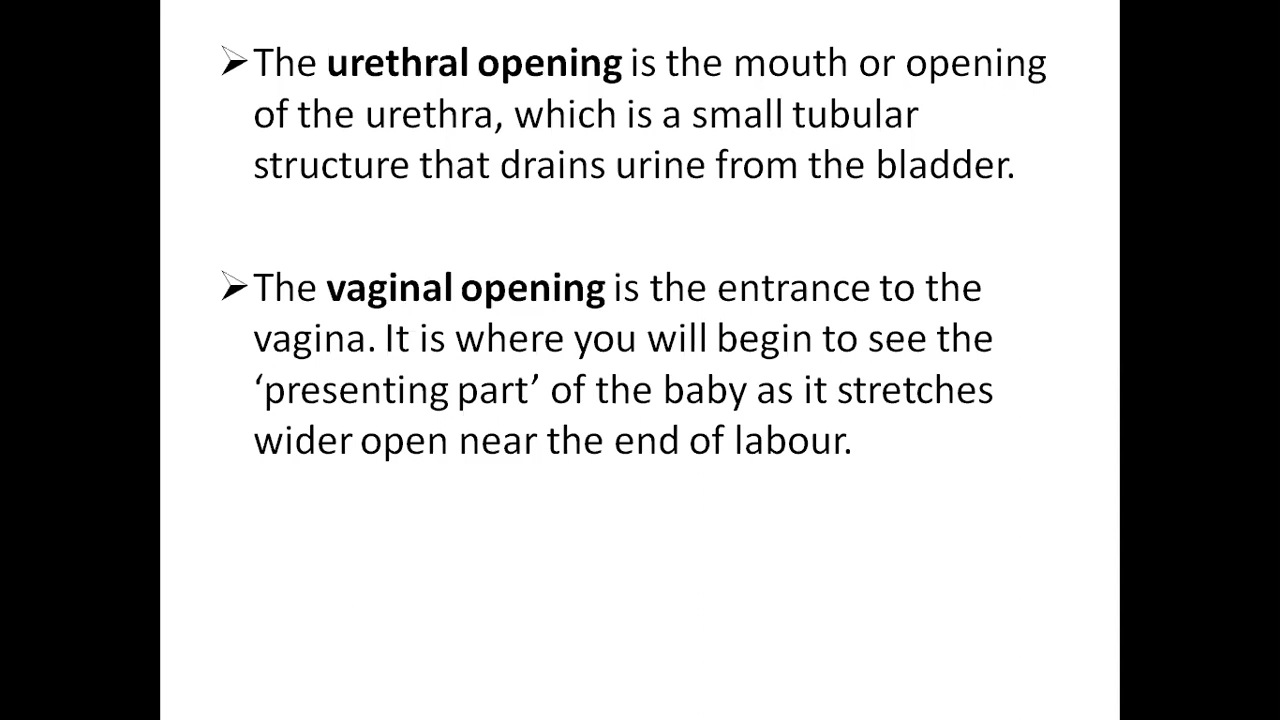 The urethral opening is the mouth or opening
of the urethra, which is a small tubular
structure that drains urine from the bladder.
The vaginal opening is the entrance to the
vagina. It is where you will begin to see the
‘presenting part’ of the baby as it stretches
wider open near the end of labour.